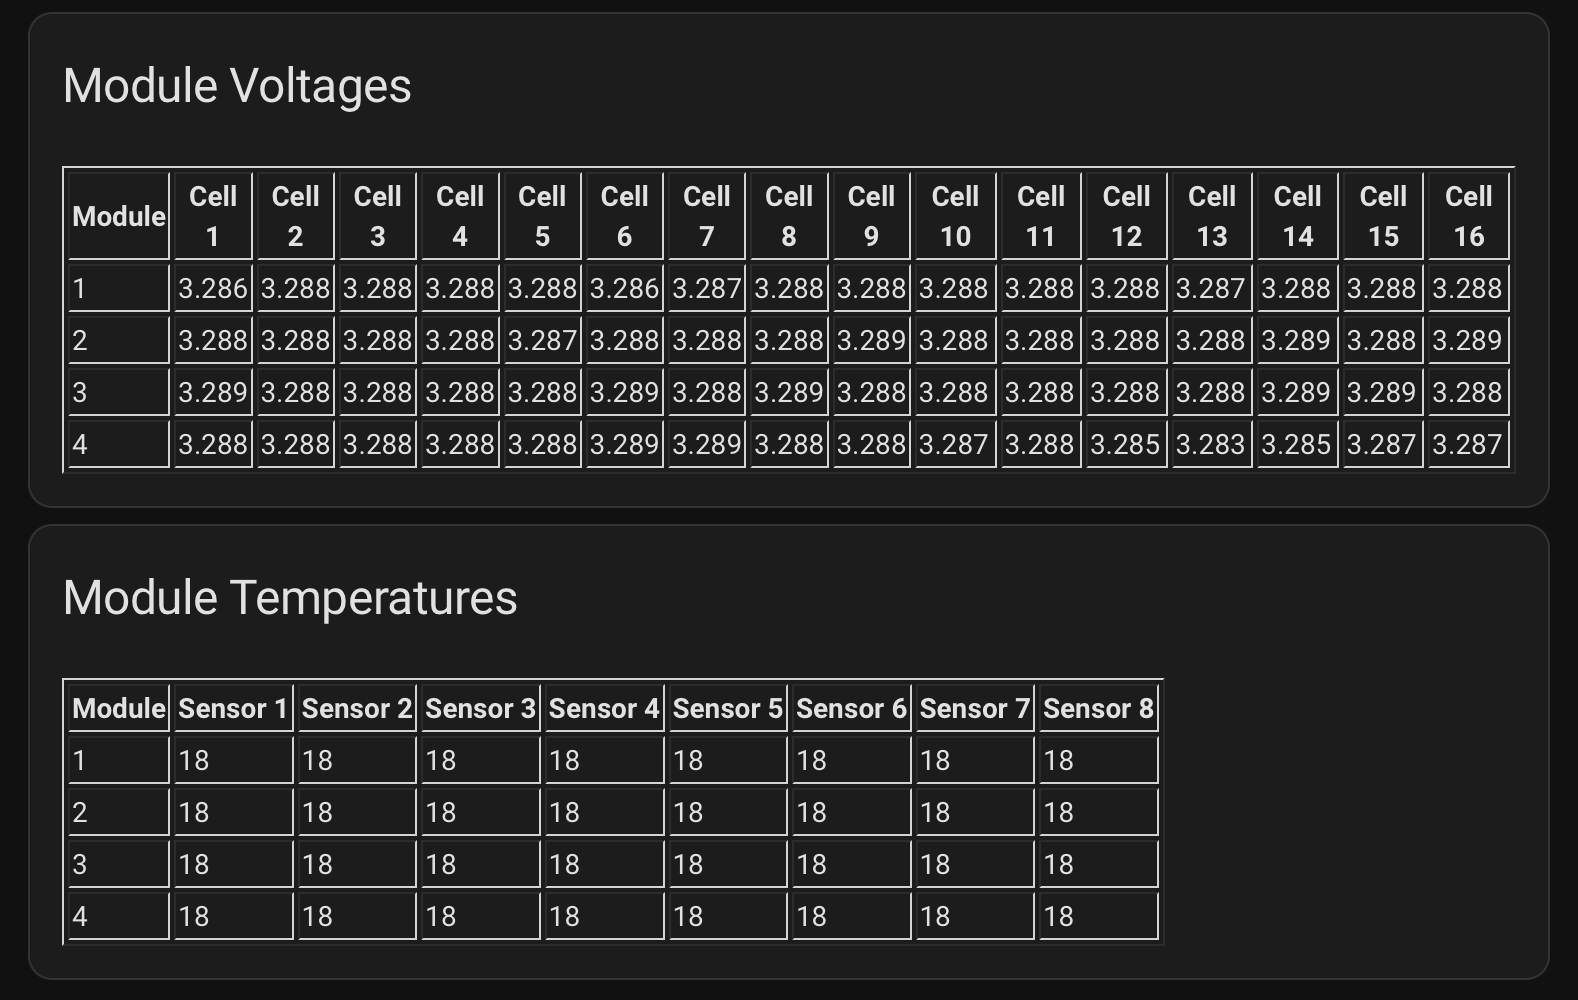 Module Voltages
Module Cell 1 Cell 2 Cell 3 Cell 4 Cell 5 Cell 6 Cell 7 Cell 8 Cell 9 Cell 10 Cell 11 Cell 12 Cell 13 Cell 14 Cell 15 Cell 16
1 3.286 3.288 3.288 3.288 3.288 3.286 3.287 3.288 3.288 3.288 3.288 3.288 3.287 3.288 3.288 3.288
2 3.288 3.288 3.288 3.288 3.287 3.288 3.288 3.288 3.289 3.288 3.288 3.288 3.288 3.289 3.288 3.289
3 3.289 3.288 3.288 3.288 3.288 3.289 3.288 3.289 3.288 3.288 3.288 3.288 3.288 3.289 3.289 3.288
4 3.288 3.288 3.288 3.288 3.288 3.289 3.289 3.288 3.288 3.287 3.288 3.285 3.283 3.285 3.287 3.287
Module Temperatures
Module Sensor 1 Sensor 2 Sensor 3 Sensor 4 Sensor 5 Sensor 6 Sensor 7 Sensor 8
1 18 18 18 18 18 18 18 18
2 18 18 18 18 18 18 18 18
3 18 18 18 18 18 18 18 18
4 18 18 18 18 18 18 18 18